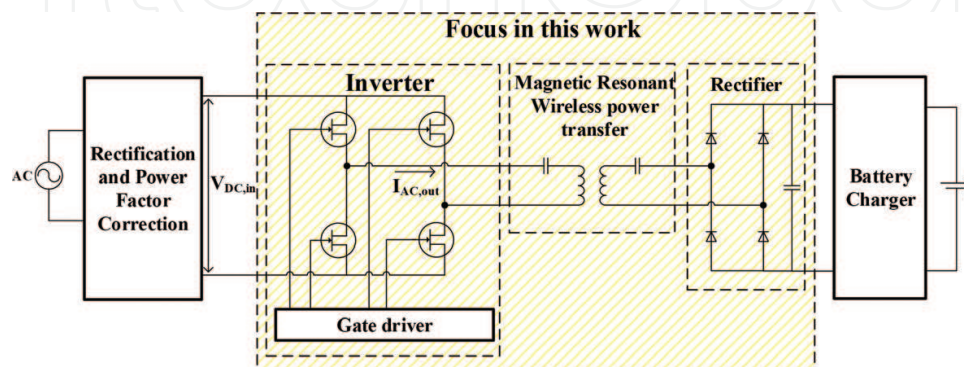 Focus in this work
Inverter
Magnetic Resonant
Wireless power
transfer
Rectifier
AC
Rectification
and Power
Factor
Correction
V_DC,in
I_AC,out
Battery
Charger
Gate driver